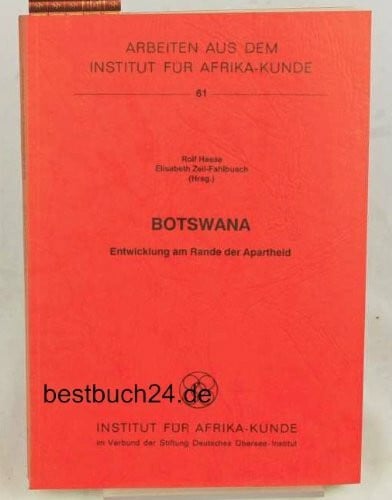 ARBEITEN AUS DEM
INSTITUT FÜR AFRIKA-KUNDE
61
Rolf Hasse
Elisabeth Zeil-Fahlbusch
(Hrsg.)
BOTSWANA
Entwicklung am Rande der Apartheid
bestbuch24.de
INSTITUT FÜR AFRIKA-KUNDE
im Verbund der Stiftung Deutsches Übersee-Institut